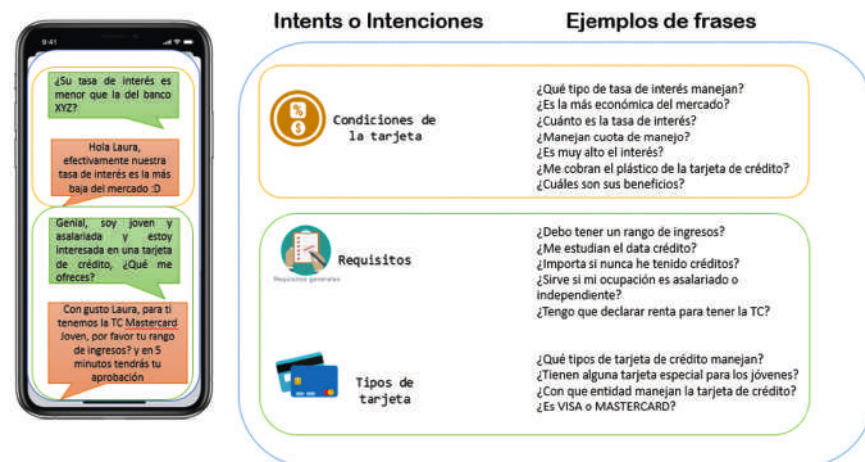 Intents o Intenciones
Ejemplos de frases
9:41
¿Su tasa de interés es
menor que la del banco
XYZ?
Hola Laura,
efectivamente nuestra
tasa de interés es la más
baja del mercado :D
Genial, soy joven y
asalariada y estoy
interesada en una tarjeta
de crédito, ¿Qué me
ofreces?
Con gusto Laura, para ti
tenemos la TC Mastercard
Joven, por favor tu rango
de ingresos? y en 5
minutos tendrás tu
aprobación
%
$
Condiciones de
la tarjeta
¿Qué tipo de tasa de interés manejan?
¿Es la más económica del mercado?
¿Cuánto es la tasa de interés?
¿Manejan cuota de manejo?
¿Es muy alto el interés?
¿Me cobran el plástico de la tarjeta de crédito?
¿Cuáles son sus beneficios?
Requisitos
Requisitos generales
¿Debo tener un rango de ingresos?
¿Me estudian el data crédito?
¿Importa si nunca he tenido créditos?
¿Sirve si mi ocupación es asalariado o
independiente?
¿Tengo que declarar renta para tener la TC?
Tipos de
tarjeta
¿Qué tipos de tarjeta de crédito manejan?
¿Tienen alguna tarjeta especial para los jóvenes?
¿Con que entidad manejan la tarjeta de crédito?
¿Es VISA o MASTERCARD?